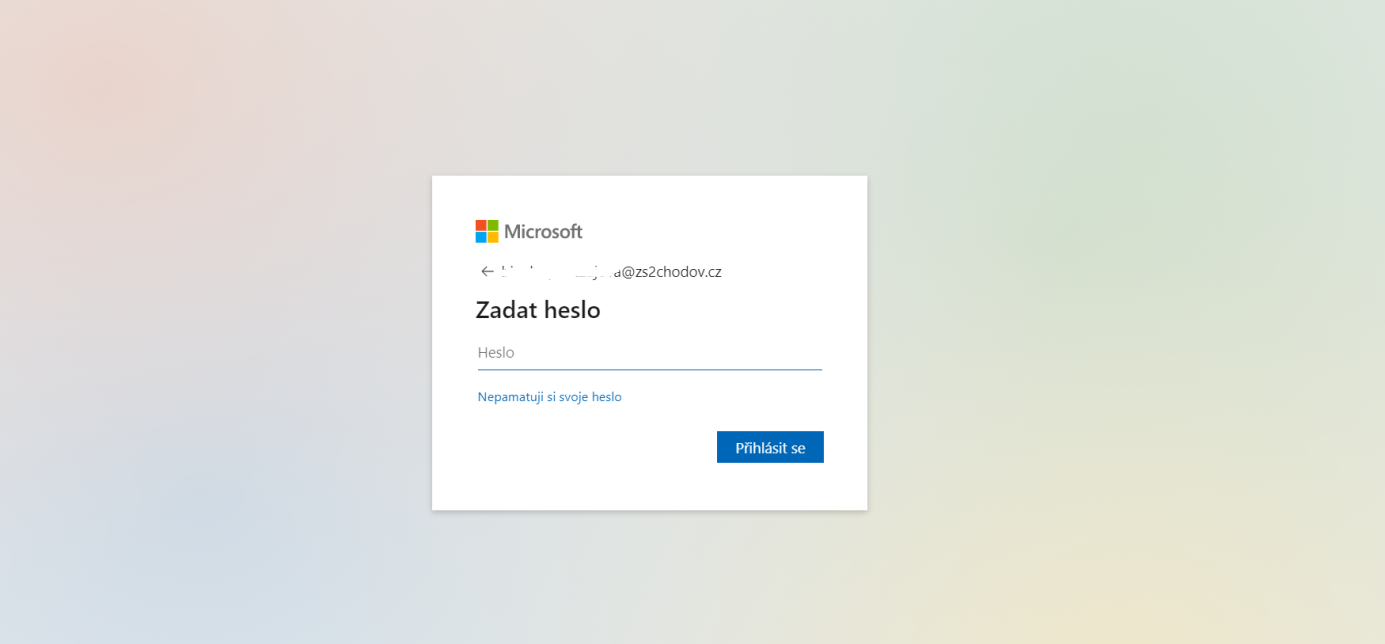 Microsoft
@zs2chodov.cz
Zadat heslo
Heslo
Nepamatuji si svoje heslo
Přihlásit se